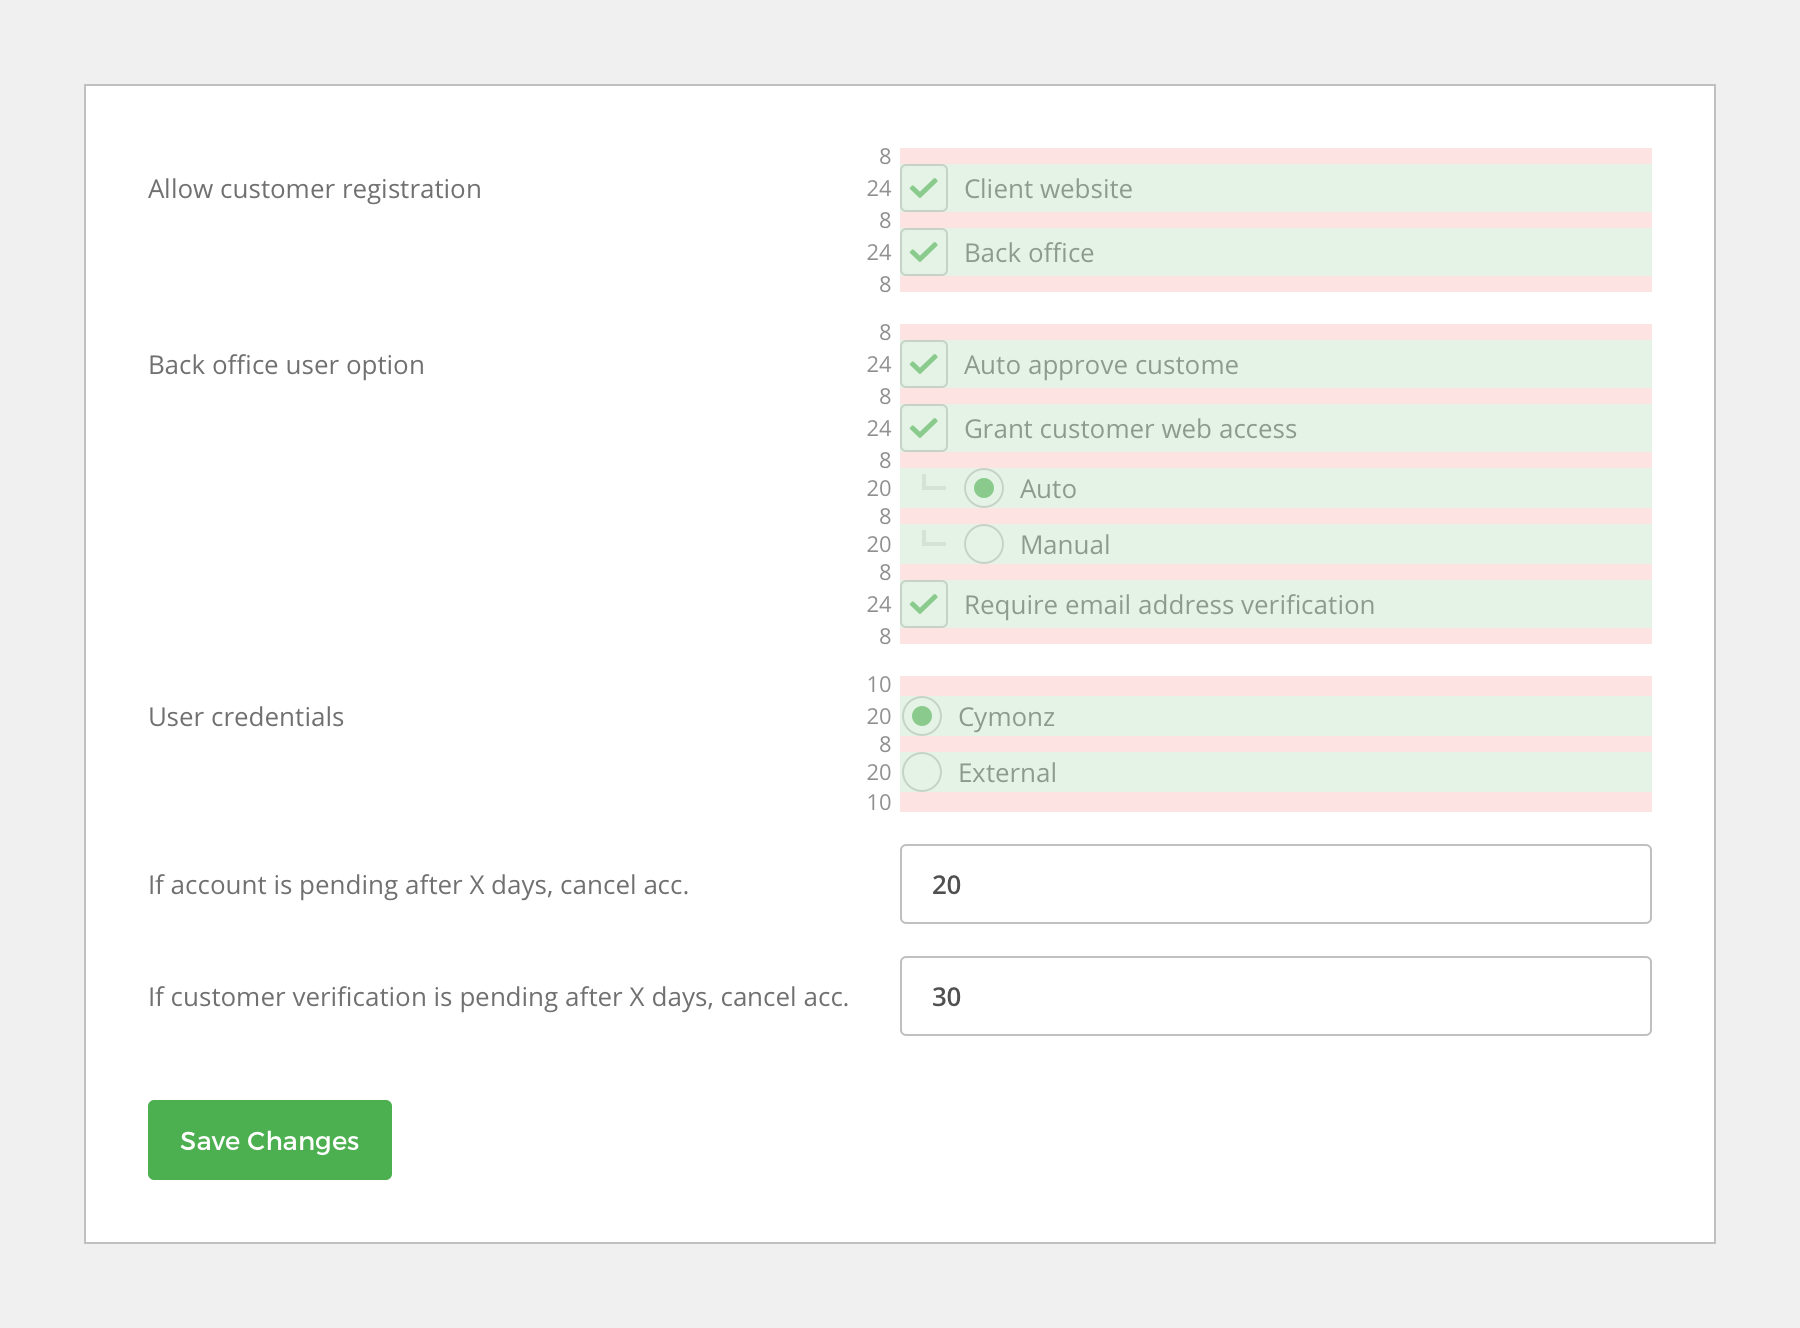 8
Allow customer registration 24 Client website
8
24 Back office
8
8
Back office user option 24 Auto approve custome
8
24 Grant customer web access
8
20 Auto
8
20 Manual
8
24 Require email address verification
8
10
User credentials 20 Cymonz
8
20 External
10
If account is pending after X days, cancel acc. 20
If customer verification is pending after X days, cancel acc. 30
Save Changes